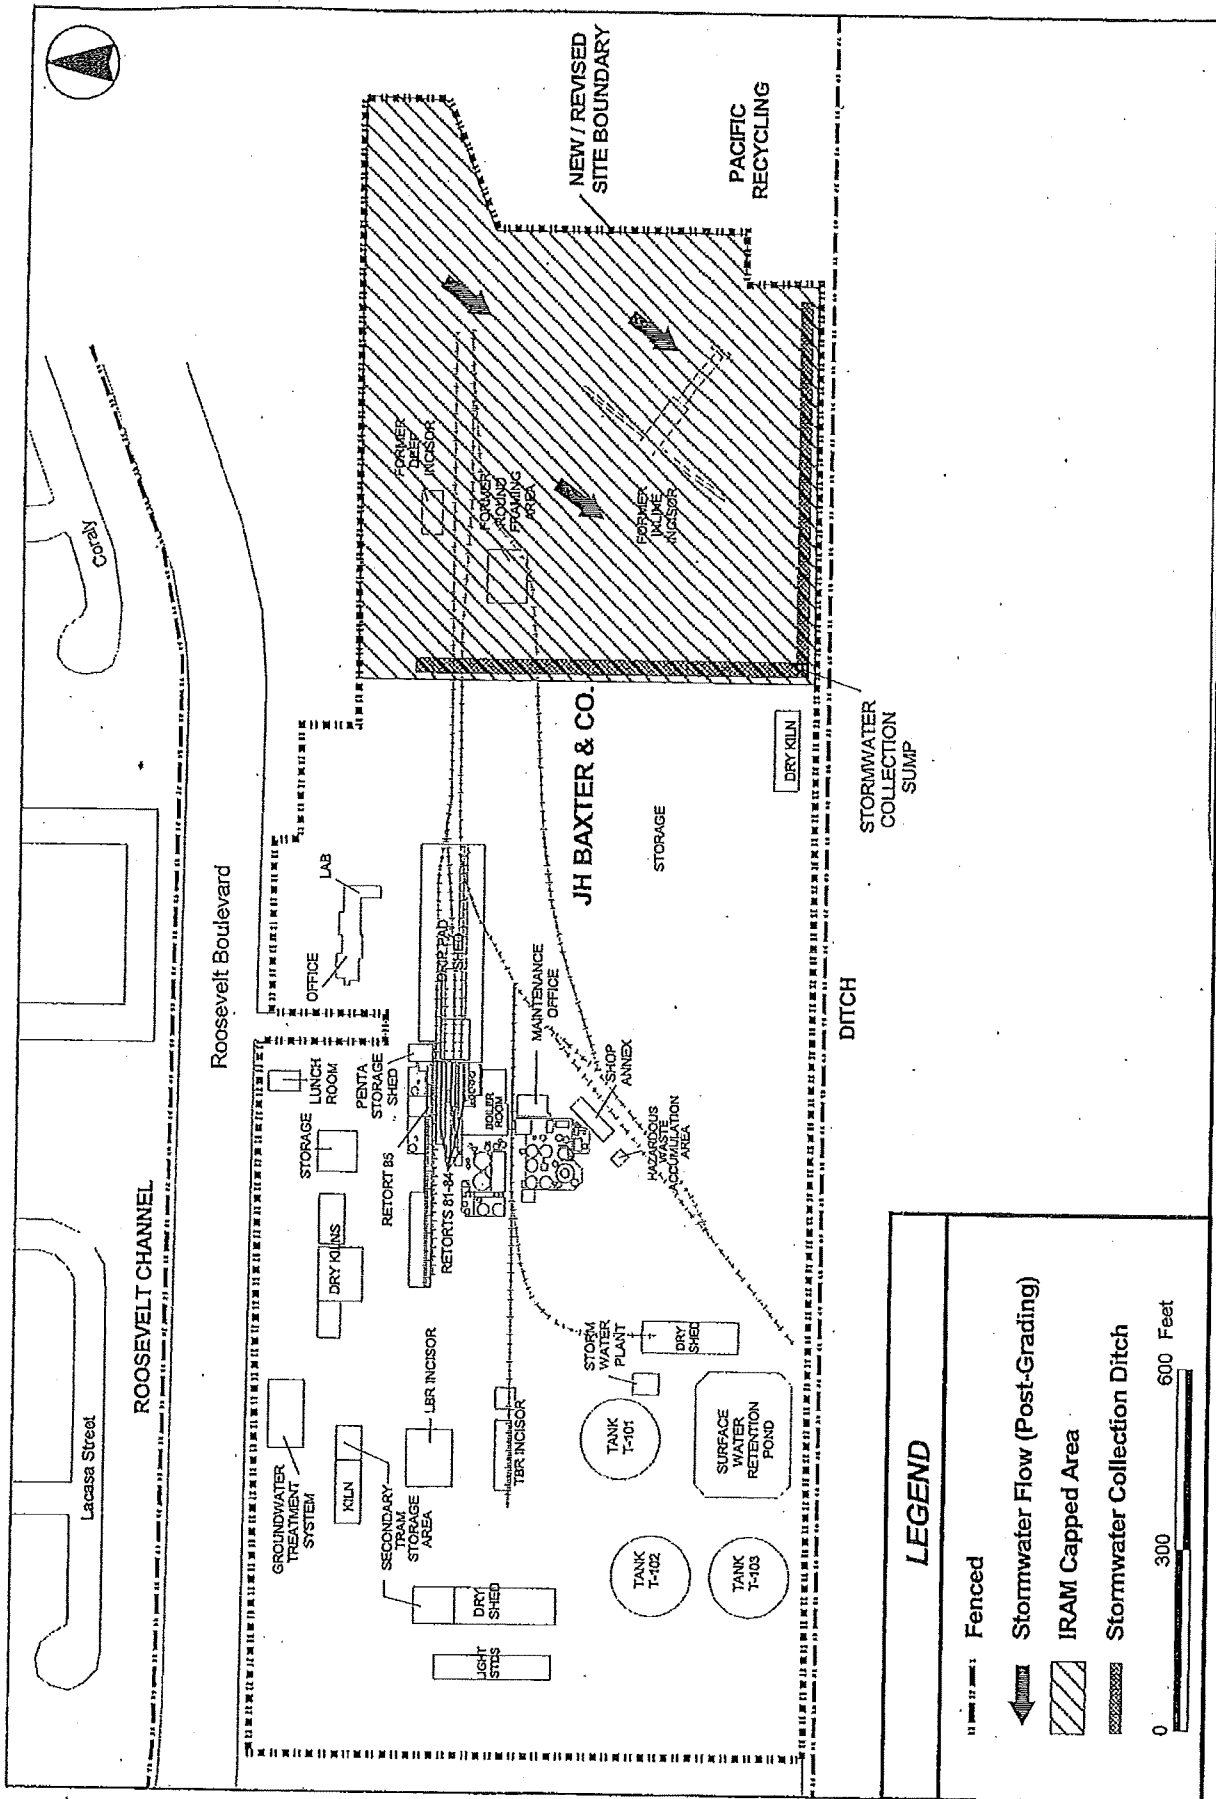 Lacasa Street
ROOSEVELT CHANNEL
Coraly
Roosevelt Boulevard
NEW / REVISED
SITE BOUNDARY
PACIFIC
RECYCLING
FORMER
DEEP
INCISOR
FORMER
ROUND
FRAMING
AREA
FORMER
INLINE
INCISOR
OFFICE
LAB
LUNCH
ROOM
STORAGE
PENTA
STORAGE
SHED
RETORT 85
RETORTS 81-84
DRIP PAD
SHED
BOILER
ROOM
MAINTENANCE
OFFICE
SHOP
ANNEX
HAZARDOUS
WASTE
ACCUMULATION
AREA
JH BAXTER & CO.
STORAGE
DRY KILN
STORMWATER
COLLECTION
SUMP
DITCH
GROUNDWATER
TREATMENT
SYSTEM
DRY KILNS
KILN
SECONDARY
TRAM
STORAGE
AREA
LBR INCISOR
TBR INCISOR
STORM
WATER
PLANT
DRY
SHED
TANK
T-101
SURFACE
WATER
RETENTION
POND
TANK
T-102
TANK
T-103
DRY
SHED
LIGHT
STDS
LEGEND
Fenced
Stormwater Flow (Post-Grading)
IRAM Capped Area
Stormwater Collection Ditch
0 300 600 Feet